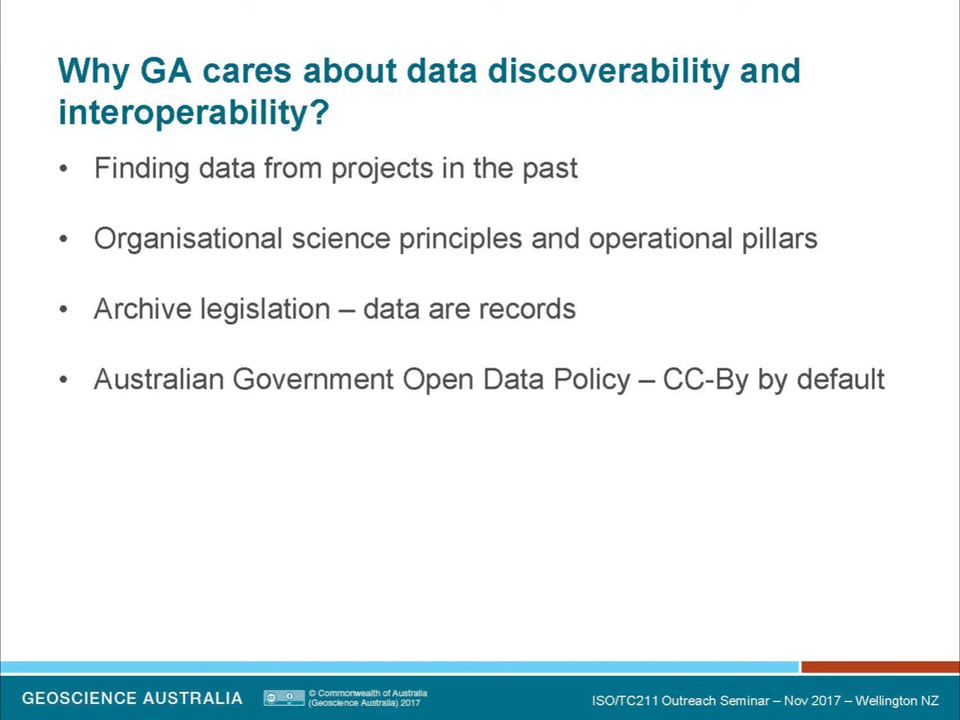 Why GA cares about data discoverability and
interoperability?
• Finding data from projects in the past
• Organisational science principles and operational pillars
• Archive legislation – data are records
• Australian Government Open Data Policy – CC-By by default
GEOSCIENCE AUSTRALIA
© Commonwealth of Australia
(Geoscience Australia) 2017
ISO/TC211 Outreach Seminar – Nov 2017 – Wellington NZ